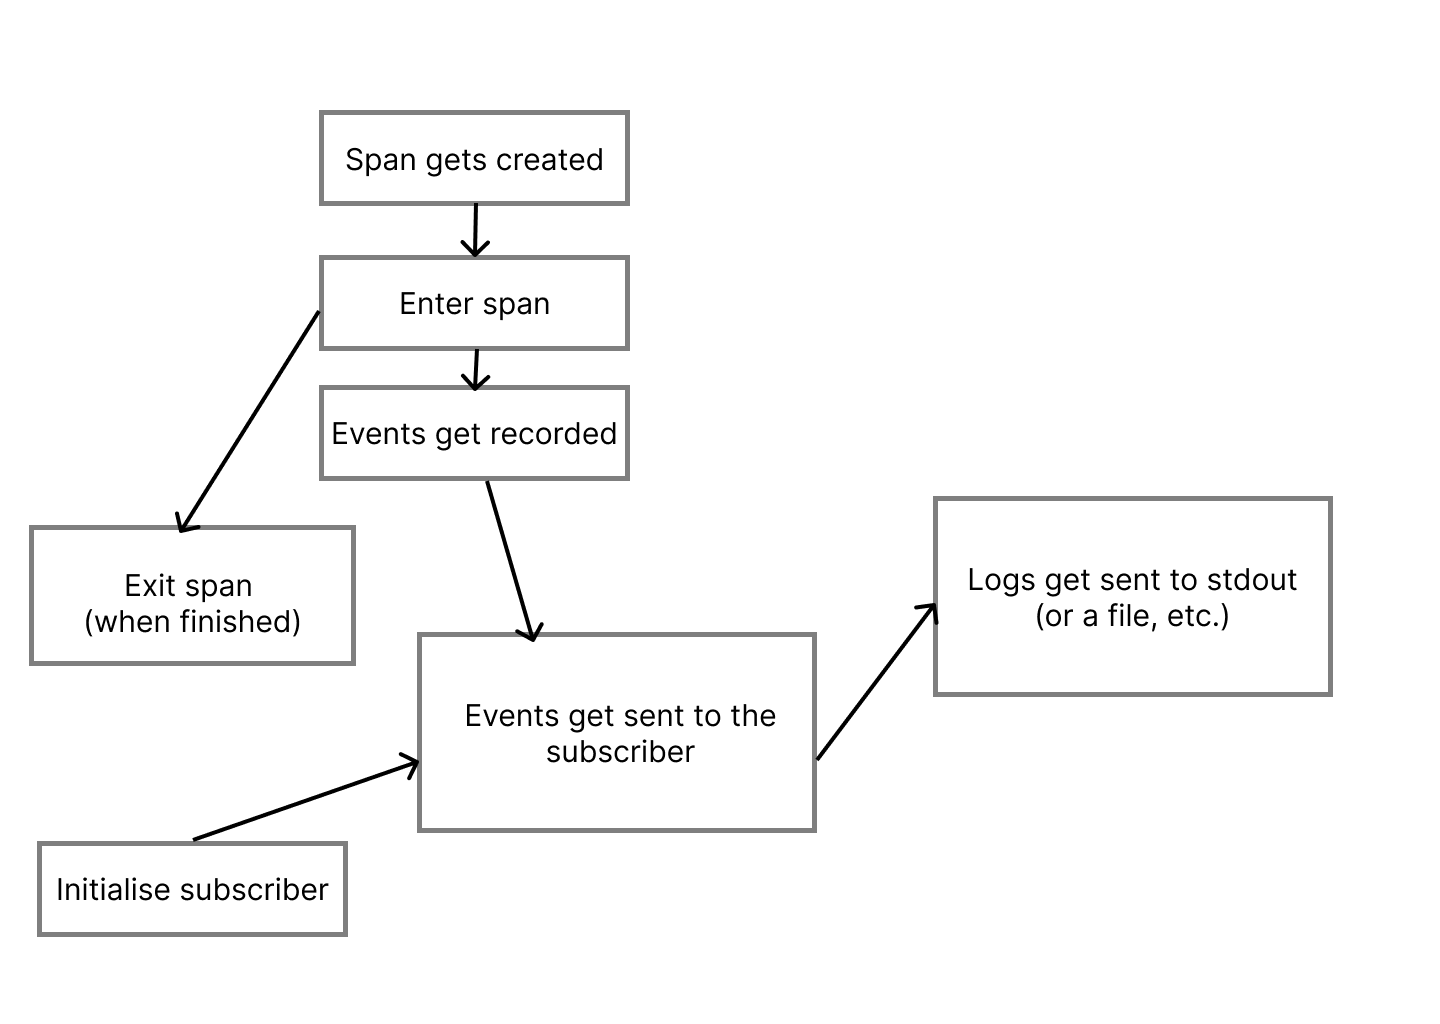 Span gets created
Enter span
Events get recorded
Exit span
(when finished)
Logs get sent to stdout
(or a file, etc.)
Events get sent to the
subscriber
Initialise subscriber